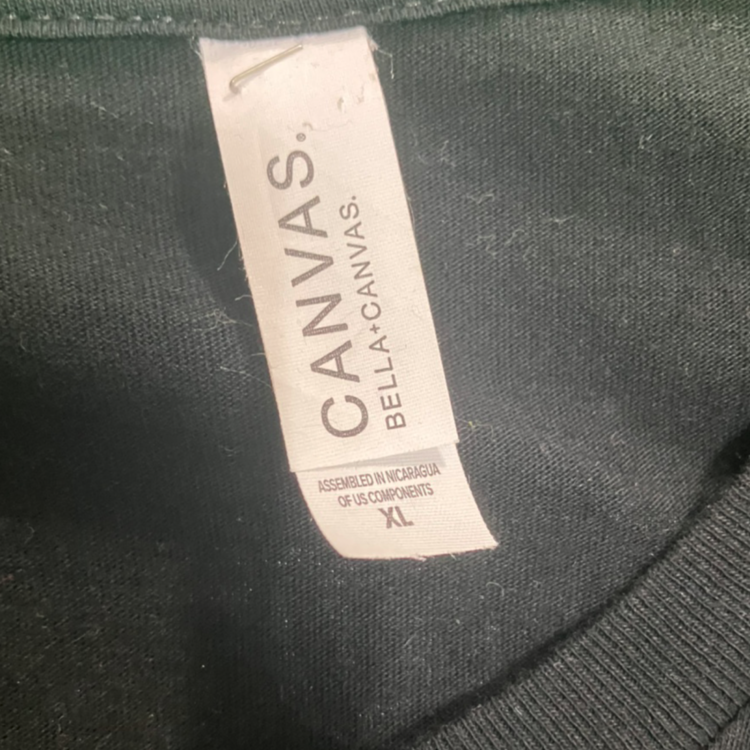 CANVAS.
BELLA+CANVAS.
ASSEMBLED IN NICARAGUA
OF US COMPONENTS
XL